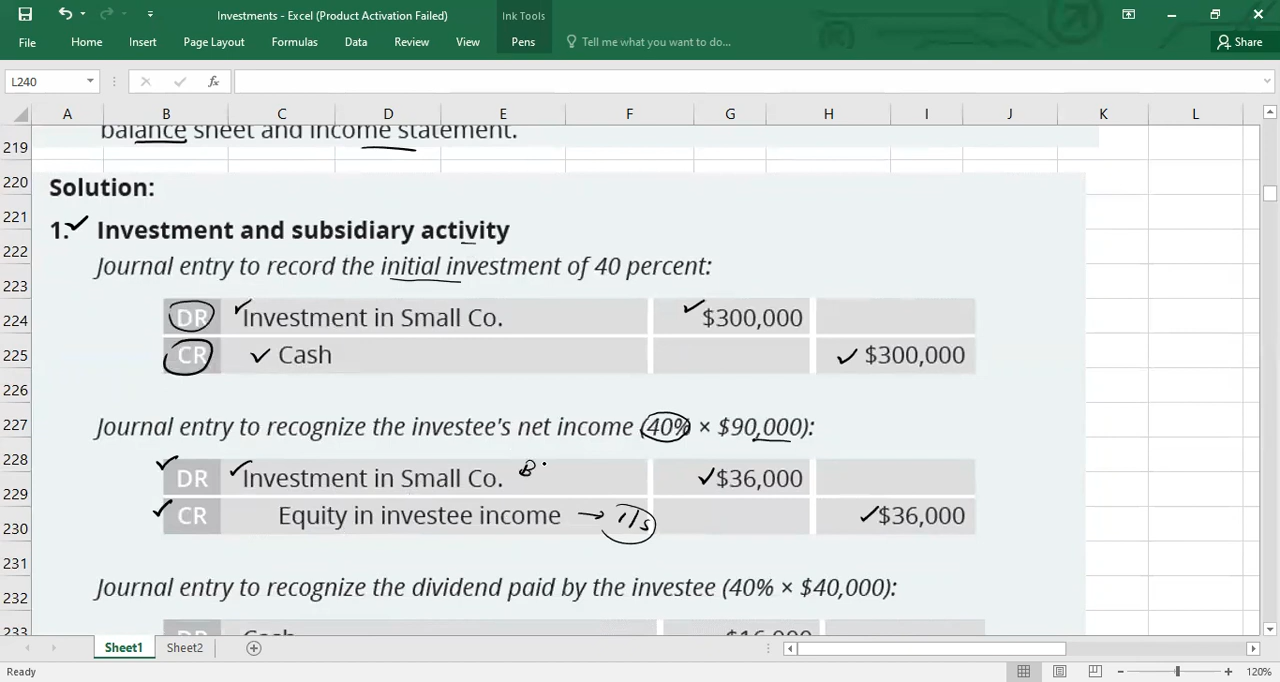 Investments - Excel (Product Activation Failed)
Ink Tools
File Home Insert Page Layout Formulas Data Review View Pens Tell me what you want to do... Share
L240 fx
A B C D E F G H I J K L
219 balance sheet and income statement.
220 Solution:
221
222 1. Investment and subsidiary activity
223 Journal entry to record the initial investment of 40 percent:
224 DR Investment in Small Co. $300,000
225 CR Cash $300,000
226
227 Journal entry to recognize the investee's net income (40% × $90,000):
228
229 DR Investment in Small Co. $36,000
230 CR Equity in investee income → I/S $36,000
231
232 Journal entry to recognize the dividend paid by the investee (40% × $40,000):
233 DR Cash $16,000
Sheet1 Sheet2
Ready 120%